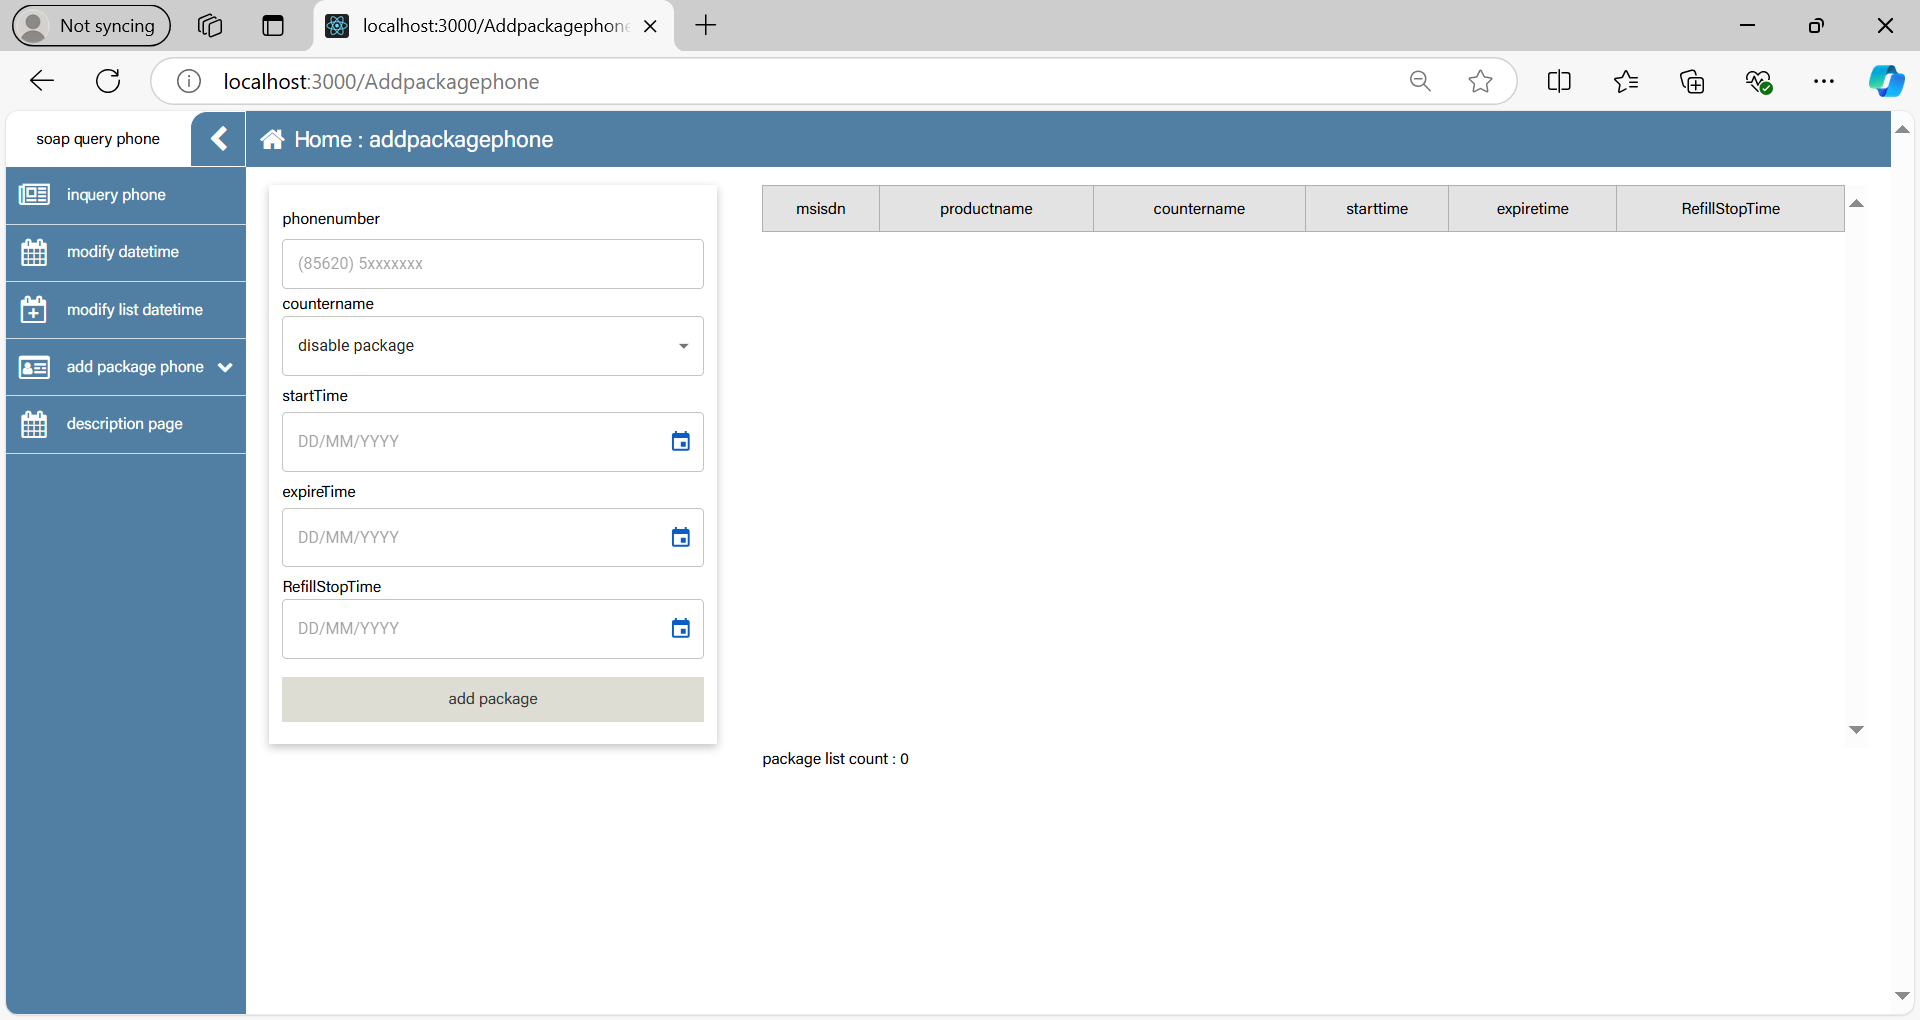 Not syncing
localhost:3000/Addpackagephone
localhost:3000/Addpackagephone
soap query phone
Home : addpackagephone
inquery phone
modify datetime
modify list datetime
add package phone
description page
phonenumber
(85620) 5xxxxxxx
countername
disable package
startTime
DD/MM/YYYY
expireTime
DD/MM/YYYY
RefillStopTime
DD/MM/YYYY
add package
msisdn productname countername starttime expiretime RefillStopTime
package list count : 0